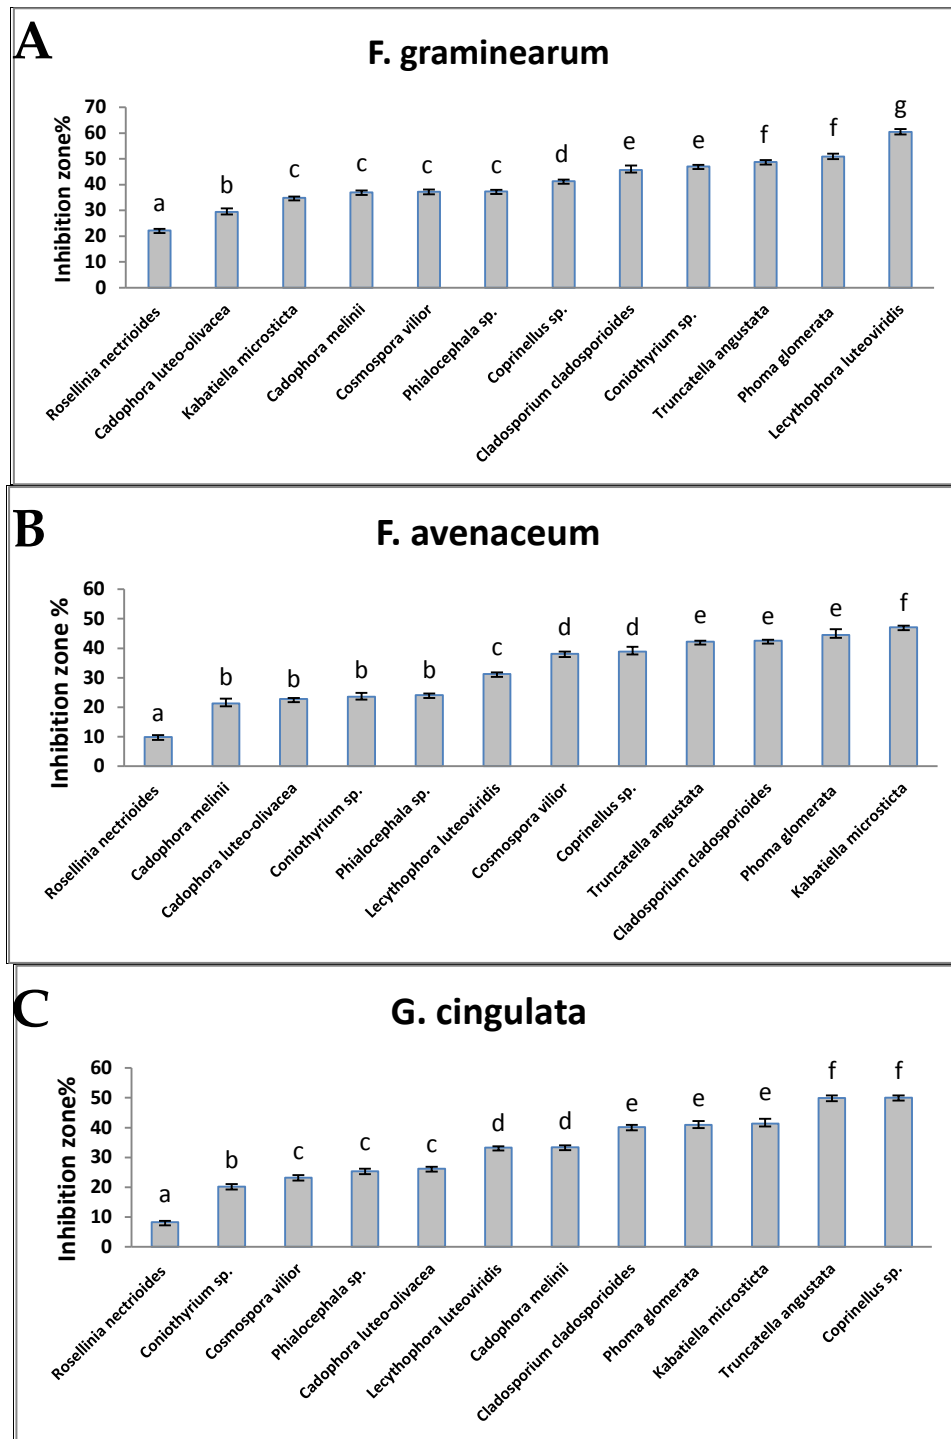 A
F. graminearum
Inhibition zone%
70
60
50
40
30
20
10
0
a
b
c
c
c
c
d
e
e
f
f
g
Rosellinia nectrioides
Cadophora luteo-olivacea
Kabatiella microsticta
Cadophora melinii
Cosmospora vilior
Phialocephala sp.
Coprinellus sp.
Cladosporium cladosporioides
Coniothyrium sp.
Truncatella angustata
Phoma glomerata
Lecythophora luteoviridis
B
F. avenaceum
Inhibition zone %
60
50
40
30
20
10
0
a
b
b
b
b
c
d
d
e
e
e
f
Rosellinia nectrioides
Cadophora melinii
Cadophora luteo-olivacea
Coniothyrium sp.
Phialocephala sp.
Lecythophora luteoviridis
Cosmospora vilior
Coprinellus sp.
Truncatella angustata
Cladosporium cladosporioides
Phoma glomerata
Kabatiella microsticta
C
G. cingulata
Inhibition zone%
60
50
40
30
20
10
0
a
b
c
c
c
d
d
e
e
e
f
f
Rosellinia nectrioides
Coniothyrium sp.
Cosmospora vilior
Phialocephala sp.
Cadophora luteo-olivacea
Lecythophora luteoviridis
Cadophora melinii
Cladosporium cladosporioides
Phoma glomerata
Kabatiella microsticta
Truncatella angustata
Coprinellus sp.